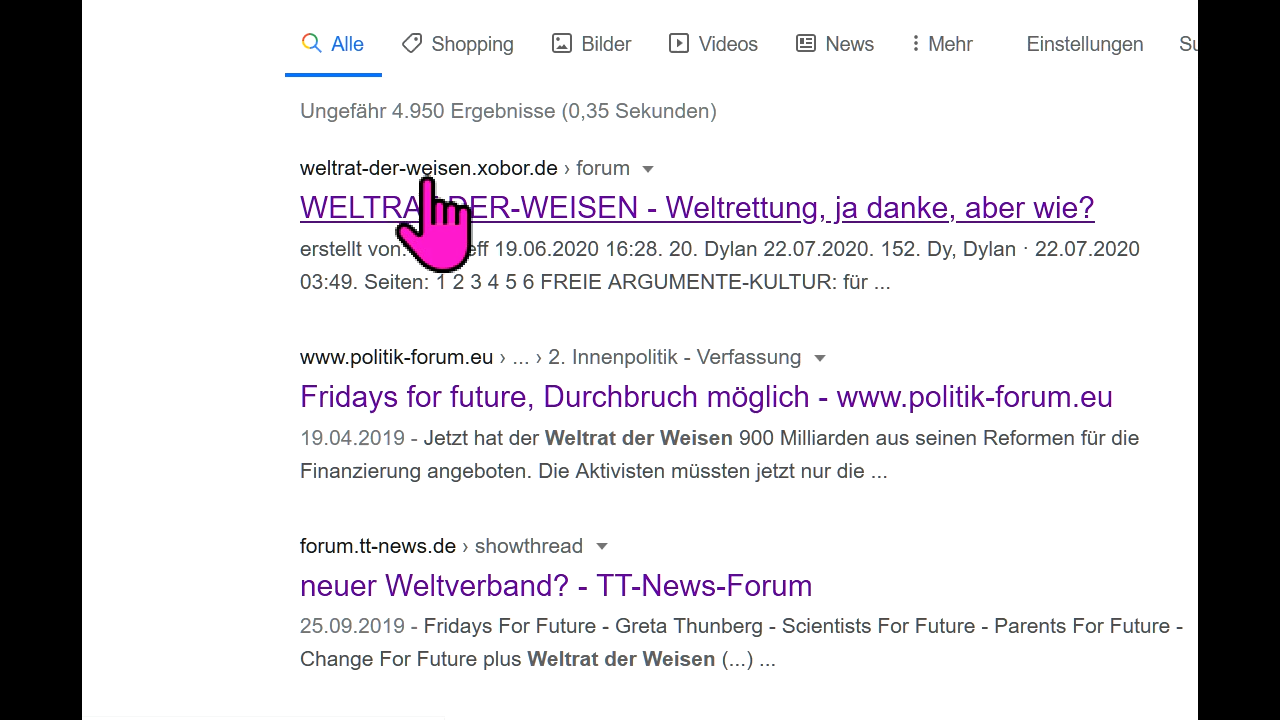 Alle Shopping Bilder Videos News Mehr Einstellungen
Ungefähr 4.950 Ergebnisse (0,35 Sekunden)
weltrat-der-weisen.xobor.de › forum
WELTRA DER-WEISEN - Weltrettung, ja danke, aber wie?
erstellt von: eff 19.06.2020 16:28. 20. Dylan 22.07.2020. 152. Dy, Dylan · 22.07.2020
03:49. Seiten: 1 2 3 4 5 6 FREIE ARGUMENTE-KULTUR: für ...
www.politik-forum.eu › ... › 2. Innenpolitik - Verfassung
Fridays for future, Durchbruch möglich - www.politik-forum.eu
19.04.2019 - Jetzt hat der Weltrat der Weisen 900 Milliarden aus seinen Reformen für die
Finanzierung angeboten. Die Aktivisten müssten jetzt nur die ...
forum.tt-news.de › showthread
neuer Weltverband? - TT-News-Forum
25.09.2019 - Fridays For Future - Greta Thunberg - Scientists For Future - Parents For Future -
Change For Future plus Weltrat der Weisen (...) ...